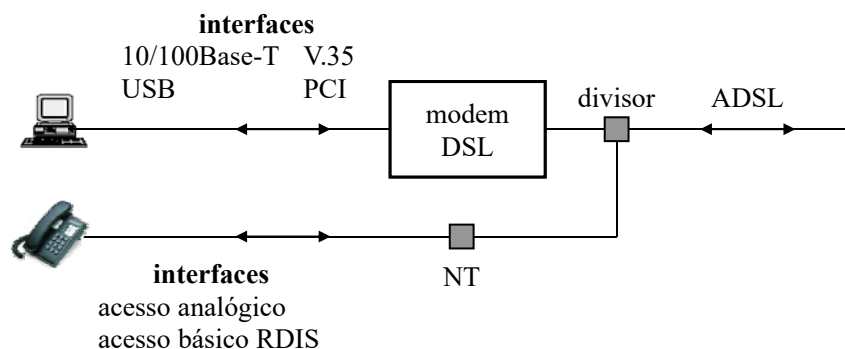 interfaces
10/100Base-T V.35
USB PCI
modem
DSL
divisor
ADSL
NT
interfaces
acesso analógico
acesso básico RDIS